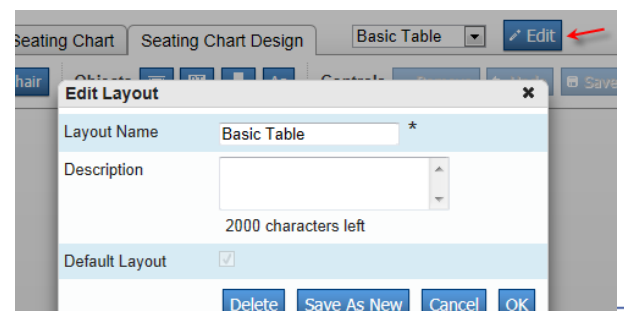 Seating Chart Seating Chart Design Basic Table Edit
hair Save
Edit Layout
Layout Name Basic Table *
Description
2000 characters left
Default Layout
Delete Save As New Cancel OK